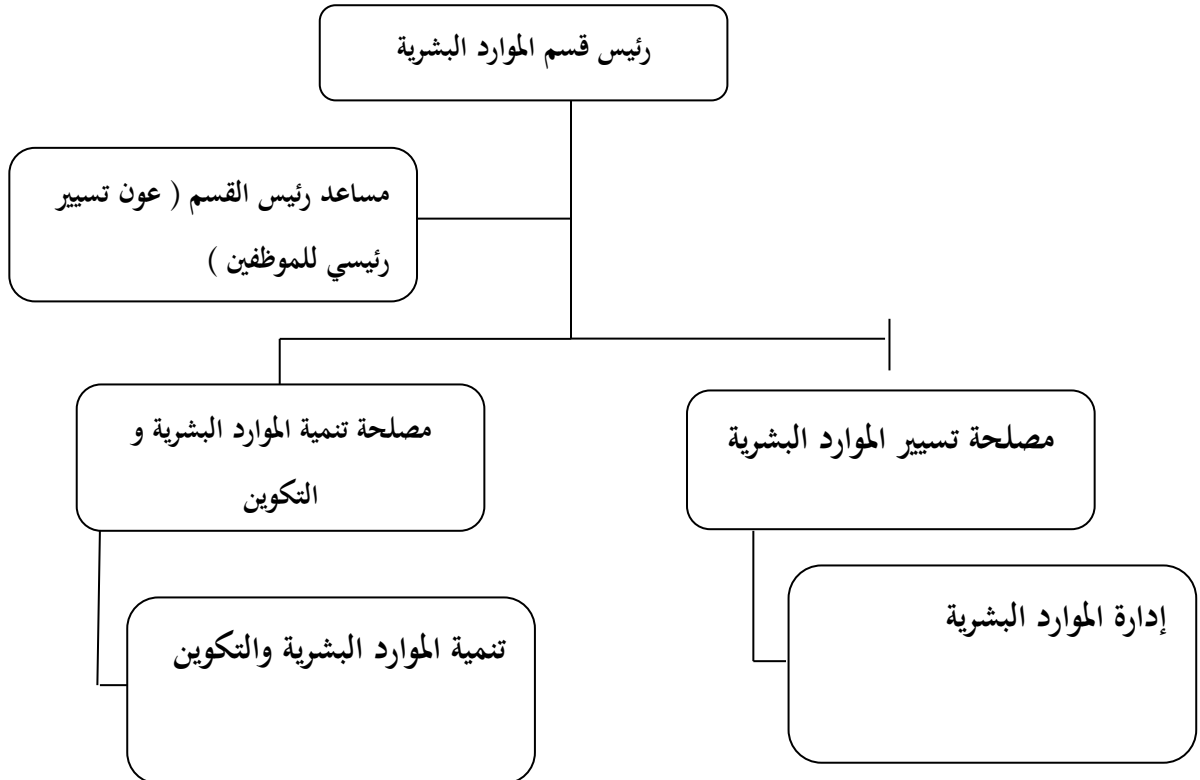 رئيس قسم الموارد البشرية
مساعد رئيس القسم ( عون تسيير
رئيسي للموظفين )
مصلحة تسيير الموارد البشرية
مصلحة تنمية الموارد البشرية و
التكوين
إدارة الموارد البشرية
تنمية الموارد البشرية والتكوين